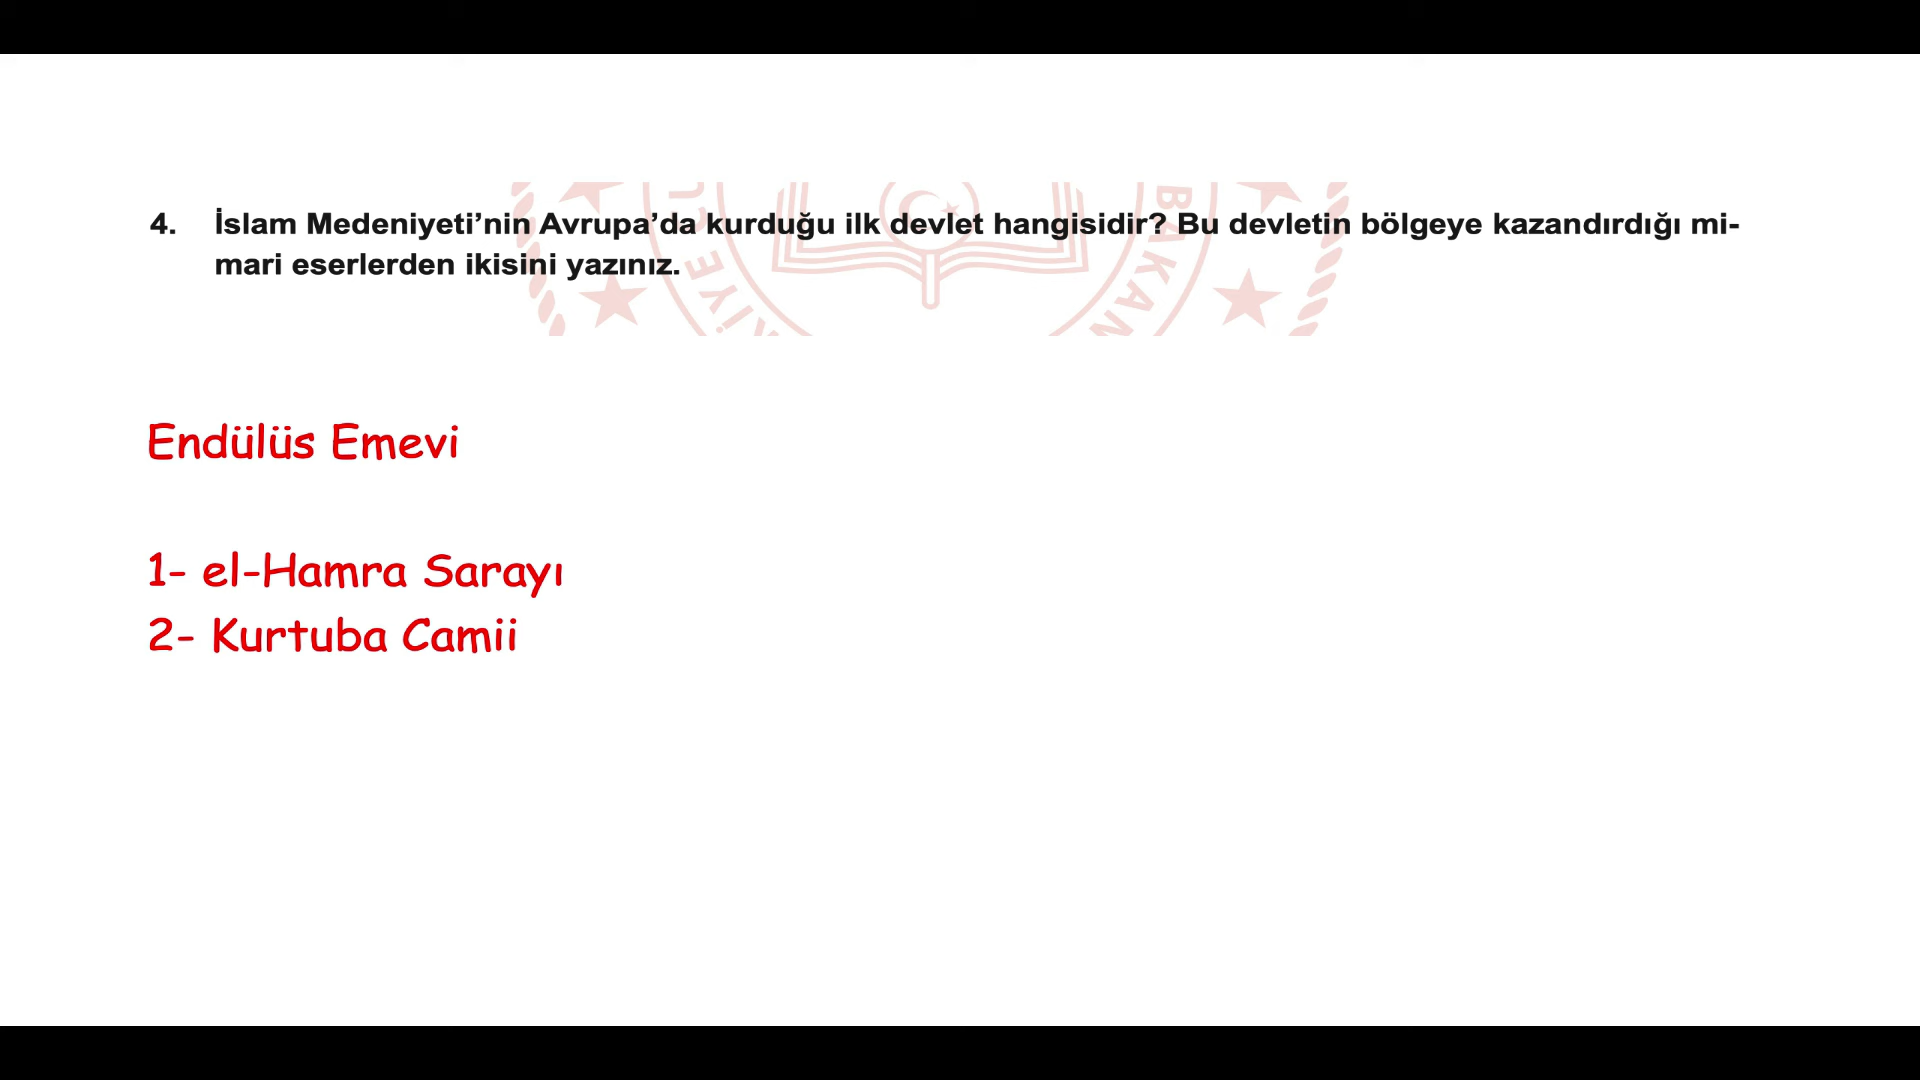 4. İslam Medeniyeti’nin Avrupa’da kurduğu ilk devlet hangisidir? Bu devletin bölgeye kazandırdığı mi-
mari eserlerden ikisini yazınız.
BAKAN
Endülüs Emevi
1- el-Hamra Sarayı
2- Kurtuba Camii